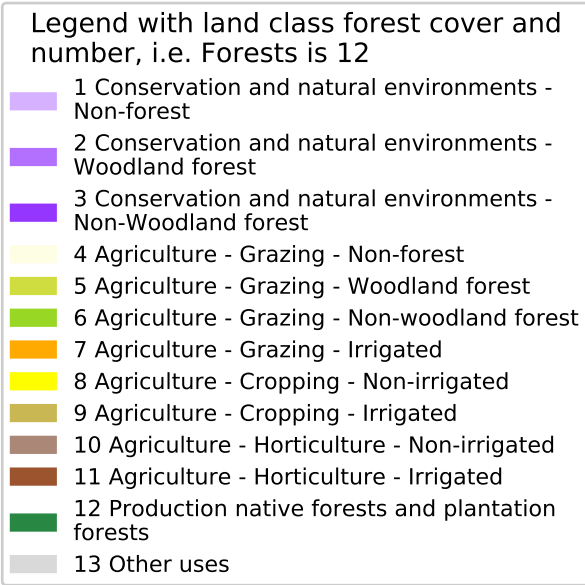 Legend with land class forest cover and
number, i.e. Forests is 12
1 Conservation and natural environments -
Non-forest
2 Conservation and natural environments -
Woodland forest
3 Conservation and natural environments -
Non-Woodland forest
4 Agriculture - Grazing - Non-forest
5 Agriculture - Grazing - Woodland forest
6 Agriculture - Grazing - Non-woodland forest
7 Agriculture - Grazing - Irrigated
8 Agriculture - Cropping - Non-irrigated
9 Agriculture - Cropping - Irrigated
10 Agriculture - Horticulture - Non-irrigated
11 Agriculture - Horticulture - Irrigated
12 Production native forests and plantation
forests
13 Other uses